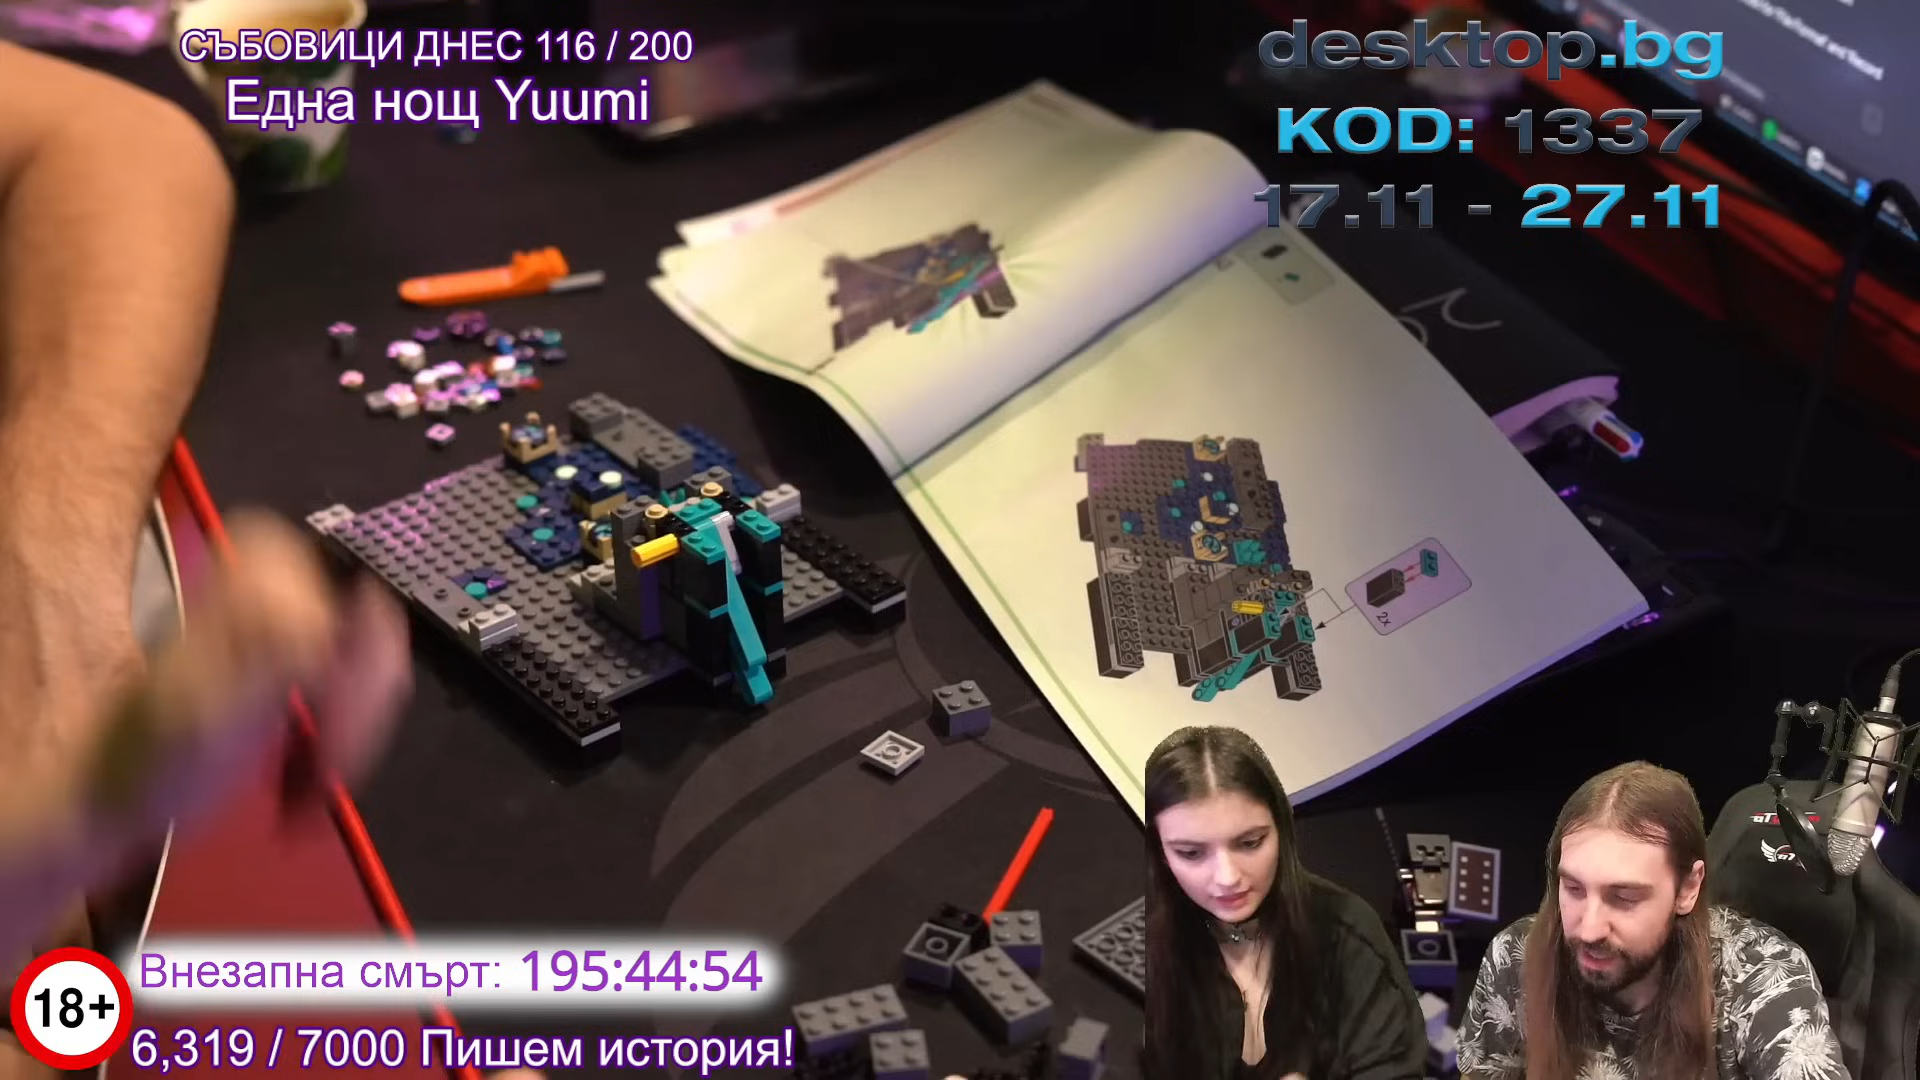 СЪБОВИЦИ ДНЕС 116 / 200
Една нощ Yuumi
desktop.bg
KOD: 1337
17.11 - 27.11
2x
Внезапна смърт: 195:44:54
18+
6,319 / 7000 Пишем история!